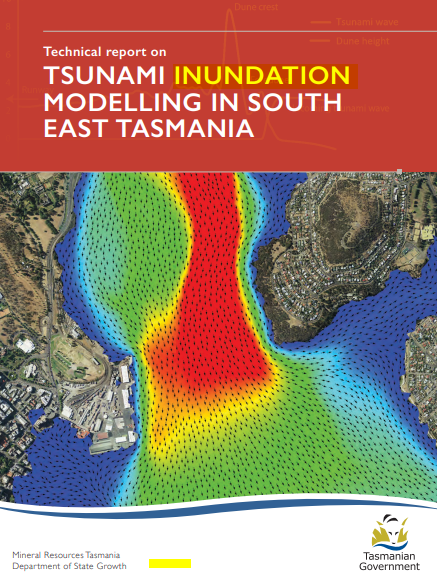 Dune crest
Tsunami wave
Dune height
Technical report on
TSUNAMI INUNDATION
MODELLING IN SOUTH
EAST TASMANIA
Mineral Resources Tasmania
Department of State Growth
Tasmanian
Government